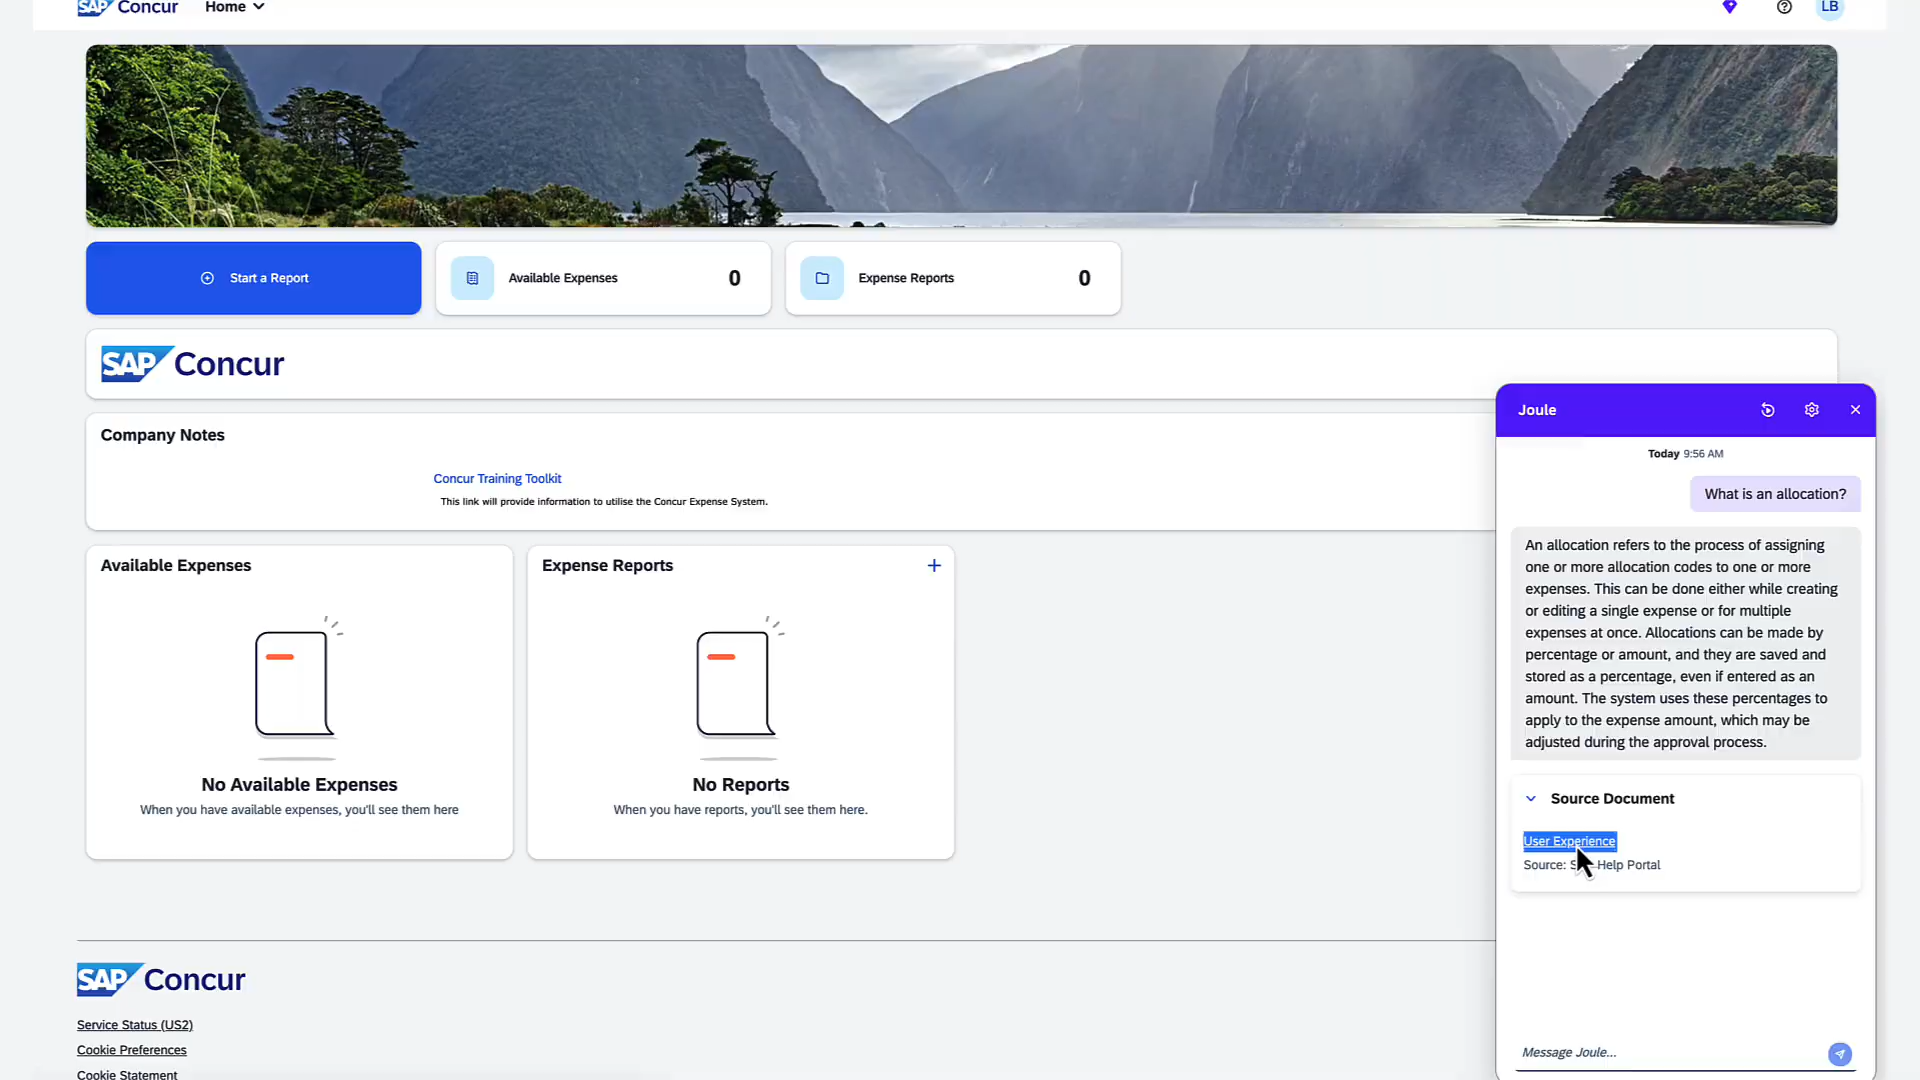 SAP Concur
Home
LB
Start a Report
Available Expenses
0
Expense Reports
0
SAP Concur
Company Notes
Concur Training Toolkit
This link will provide information to utilise the Concur Expense System.
Available Expenses
No Available Expenses
When you have available expenses, you'll see them here
Expense Reports
No Reports
When you have reports, you'll see them here.
SAP Concur
Service Status (US2)
Cookie Preferences
Cookie Statement
Joule
Today 9:56 AM
What is an allocation?
An allocation refers to the process of assigning
one or more allocation codes to one or more
expenses. This can be done either while creating
or editing a single expense or for multiple
expenses at once. Allocations can be made by
percentage or amount, and they are saved and
stored as a percentage, even if entered as an
amount. The system uses these percentages to
apply to the expense amount, which may be
adjusted during the approval process.
Source Document
User Experience
Source: Help Portal
Message Joule...